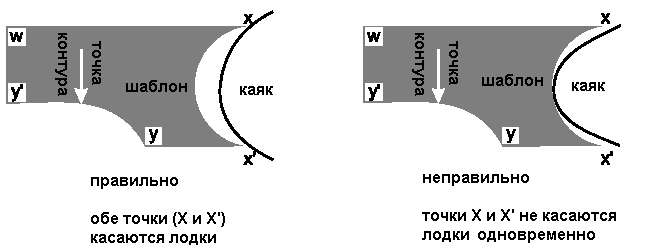 x
w
точка
контура
y'
шаблон
каяк
y
x'
правильно
обе точки (X и X')
касаются лодки
x
w
точка
контура
y'
шаблон
каяк
y
x'
неправильно
точки X и X' не касаются
лодки одновременно